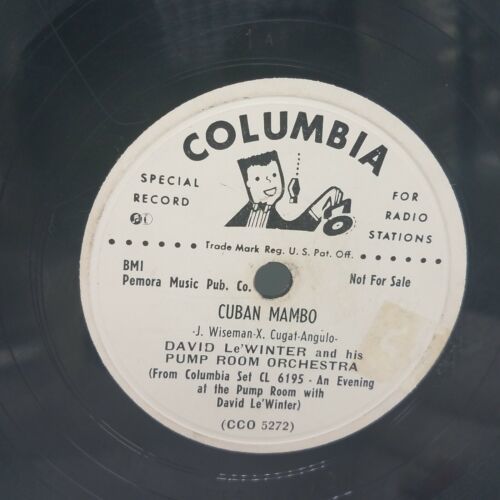 1A
COLUMBIA
SPECIAL
RECORD
FOR
RADIO
STATIONS
Trade Mark Reg. U.S. Pat. Off.
BMI
Pemora Music Pub. Co.
Not For Sale
CUBAN MAMBO
-J. Wiseman-X. Cugat-Angulo-
DAVID Le'WINTER and his
PUMP ROOM ORCHESTRA
(From Columbia Set CL 6195 - An Evening
at the Pump Room with
David Le'Winter)
(CCO 5272)